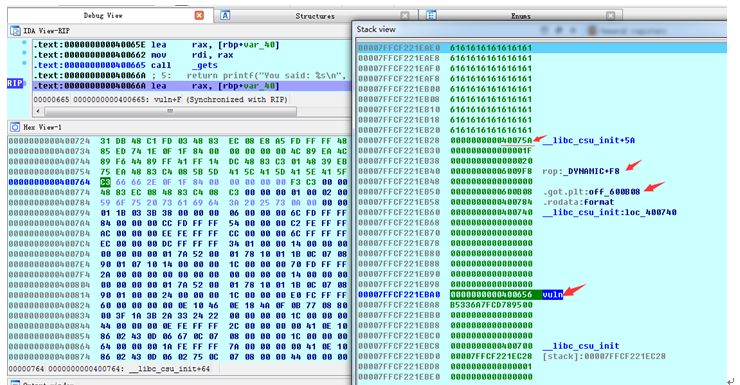 Debug View
Structures
Enums
IDA View-RIP
.text:000000000040065E lea rax, [rbp+var_40]
.text:0000000000400662 mov rdi, rax
.text:0000000000400665 call _gets
.text:000000000040066A ; 5: return printf("You said: %s\n",
.text:000000000040066A lea rax, [rbp+var_40]
RIP
00000665 0000000000400665: vuln+F (Synchronized with RIP)
Hex View-1
0000000000400724 31 DB 48 C1 FD 03 48 83 EC 08 E8 A5 FD FF FF 48
0000000000400734 85 ED 74 1E 0F 1F 84 00 00 00 00 00 4C 89 EA 4C
0000000000400744 89 F6 44 89 FF 41 FF 14 DC 48 83 C3 01 48 39 EB
0000000000400754 75 EA 48 83 C4 08 5B 5D 41 5C 41 5D 41 5E 41 5F
0000000000400764 C3 66 66 2E 0F 1F 84 00 00 00 00 00 F3 C3 00 00
0000000000400774 48 83 EC 08 48 83 C4 08 C3 00 00 00 01 00 02 00
0000000000400784 59 6F 75 20 73 61 69 64 3A 20 25 73 0A 00 00 00
0000000000400794 01 1B 03 3B 38 00 00 00 06 00 00 00 6C FD FF FF
00000000004007A4 84 00 00 00 CC FD FF FF 54 00 00 00 C2 FE FF FF
00000000004007B4 AC 00 00 00 EE FE FF FF CC 00 00 00 6C FF FF FF
00000000004007C4 EC 00 00 00 DC FF FF FF 34 01 00 00 14 00 00 00
00000000004007D4 00 00 00 00 01 7A 52 00 01 78 10 01 1B 0C 07 08
00000000004007E4 90 01 07 10 14 00 00 00 1C 00 00 00 70 FD FF FF
00000000004007F4 2A 00 00 00 00 00 00 00 00 00 00 00 14 00 00 00
0000000000400804 00 00 00 00 01 7A 52 00 01 78 10 01 1B 0C 07 08
0000000000400814 90 01 00 00 24 00 00 00 1C 00 00 00 E0 FC FF FF
0000000000400824 60 00 00 00 00 0E 10 46 0E 18 4A 0F 0B 77 08 80
0000000000400834 00 3F 1A 3B 2A 33 24 22 00 00 00 00 1C 00 00 00
0000000000400844 44 00 00 00 0E FE FF FF 2C 00 00 00 00 41 0E 10
0000000000400854 86 02 43 0D 06 67 0C 07 08 00 00 00 1C 00 00 00
0000000000400864 64 00 00 00 1A FE FF FF 7A 00 00 00 00 41 0E 10
0000000000400874 86 02 43 0D 06 02 75 0C 07 08 00 00 44 00 00 00
00000764 0000000000400764: __libc_csu_init+64
Stack view
00007FFCF221EAE0 6161616161616161
00007FFCF221EAE8 6161616161616161
00007FFCF221EAF0 6161616161616161
00007FFCF221EAF8 6161616161616161
00007FFCF221EB00 6161616161616161
00007FFCF221EB08 6161616161616161
00007FFCF221EB10 6161616161616161
00007FFCF221EB18 6161616161616161
00007FFCF221EB20 6161616161616161
00007FFCF221EB28 000000000040075A __libc_csu_init+5A
00007FFCF221EB30 000000000000001F
00007FFCF221EB38 0000000000000020
00007FFCF221EB40 00000000006009F8 rop:_DYNAMIC+F8
00007FFCF221EB48 0000000000000000
00007FFCF221EB50 0000000000600B08 .got.plt:off_600B08
00007FFCF221EB58 0000000000400784 .rodata:format
00007FFCF221EB60 0000000000400740 __libc_csu_init:loc_400740
00007FFCF221EB68 0000000000000000
00007FFCF221EB70 0000000000000000
00007FFCF221EB78 0000000000000000
00007FFCF221EB80 0000000000000000
00007FFCF221EB88 0000000000000000
00007FFCF221EB90 0000000000000000
00007FFCF221EB98 0000000000000000
00007FFCF221EBA0 0000000000400656 vuln
00007FFCF221EBA8 B5336A7FCD789500
00007FFCF221EBB0 0000000000000000
00007FFCF221EBB8 0000000000000000
00007FFCF221EBC0 0000000000000000
00007FFCF221EBC8 0000000000400700 __libc_csu_init
00007FFCF221EBD0 00007FFCF221EC28 [stack]:00007FFCF221EC28
00007FFCF221EBD8 0000000000000001
00007FFCF221EBE0 0000000000000000